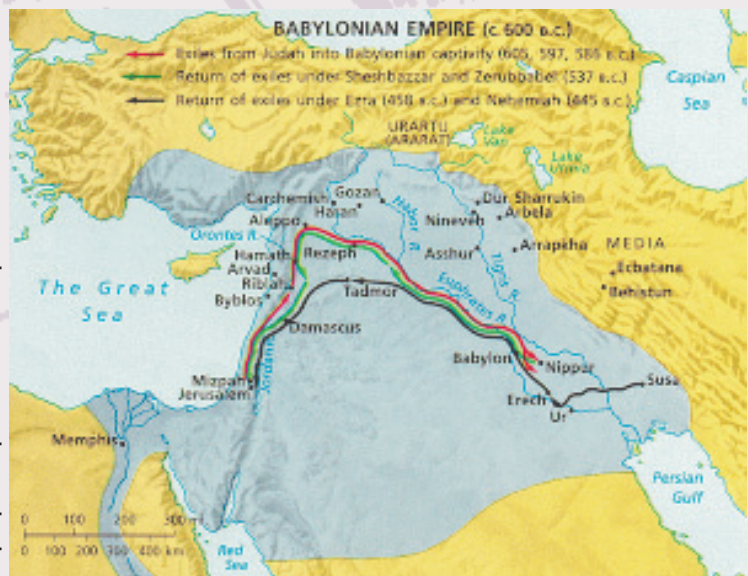 BABYLONIAN EMPIRE (c. 600 B.C.)
Exiles from Judah into Babylonian captivity (605, 597, 586 B.C.)
Return of exiles under Sheshbazzar and Zerubbabel (537 B.C.)
Return of exiles under Ezra (458 B.C.) and Nehemiah (445 B.C.)
Caspian
Sea
URARTU
(ARARAT)
Lake
Van
Lake
Urmia
Carchemish
Gozan
Haran
Habor R.
Dur Sharrukin
Nineveh
Arbela
Aleppo
Orontes R.
Hamath
Rezeph
Asshur
Arrapkha
MEDIA
Arvad
Riblah
Tigris R.
Ecbatana
Behistun
The Great
Sea
Byblos
Tadmor
Euphrates R.
Damascus
Babylon
Nippur
Jordan
Mizpah
Jerusalem
Susa
Erech
Ur
Memphis
Persian
Gulf
0 100 200 300 mi.
0 100 200 300 400 km.
Red
Sea